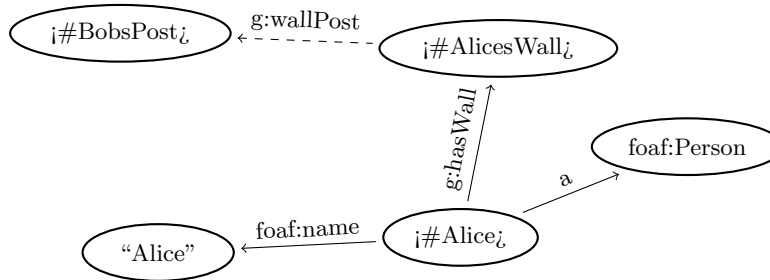 g:wallPost
¡#BobsPost¿
¡#AlicesWall¿
g:hasWall
foaf:Person
a
foaf:name
¡#Alice¿
“Alice”